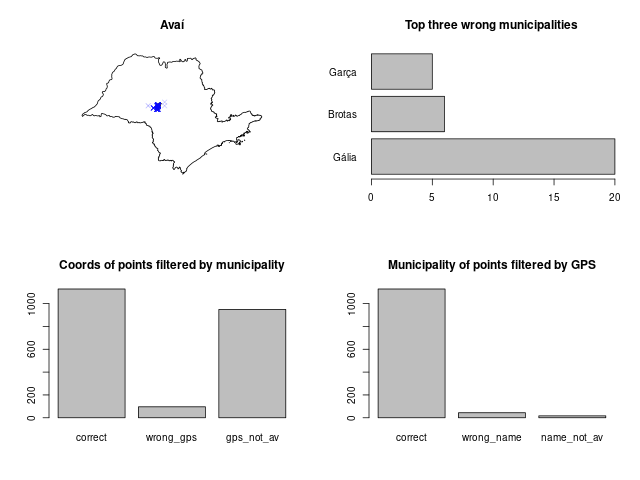 Avaí
Top three wrong municipalities
Garça
Brotas
Gália
0 5 10 15 20
Coords of points filtered by municipality
1000
600
200
0
correct wrong_gps gps_not_av
Municipality of points filtered by GPS
1000
600
200
0
correct wrong_name name_not_av